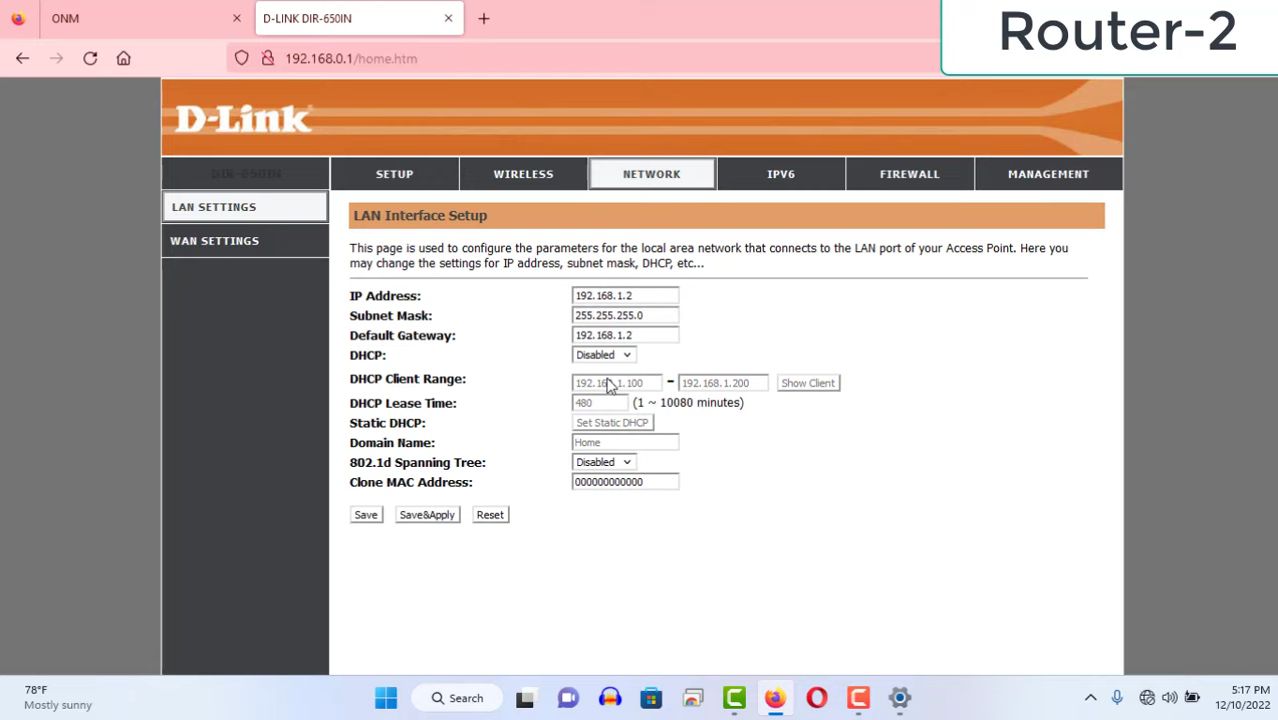 ONM
D-LINK DIR-650IN
Router-2
192.168.0.1/home.htm
D-Link
SETUP
WIRELESS
NETWORK
IPV6
FIREWALL
MANAGEMENT
LAN SETTINGS
WAN SETTINGS
LAN Interface Setup
This page is used to configure the parameters for the local area network that connects to the LAN port of your Access Point. Here you
may change the settings for IP address, subnet mask, DHCP, etc...
IP Address: 192.168.1.2
Subnet Mask: 255.255.255.0
Default Gateway: 192.168.1.2
DHCP: Disabled
DHCP Client Range: 192.168.1.100 – 192.168.1.200 Show Client
DHCP Lease Time: 480 (1 ~ 10080 minutes)
Static DHCP: Set Static DHCP
Domain Name: Home
802.1d Spanning Tree: Disabled
Clone MAC Address: 000000000000
Save Save&Apply Reset
78°F
Mostly sunny
Search
5:17 PM
12/10/2022